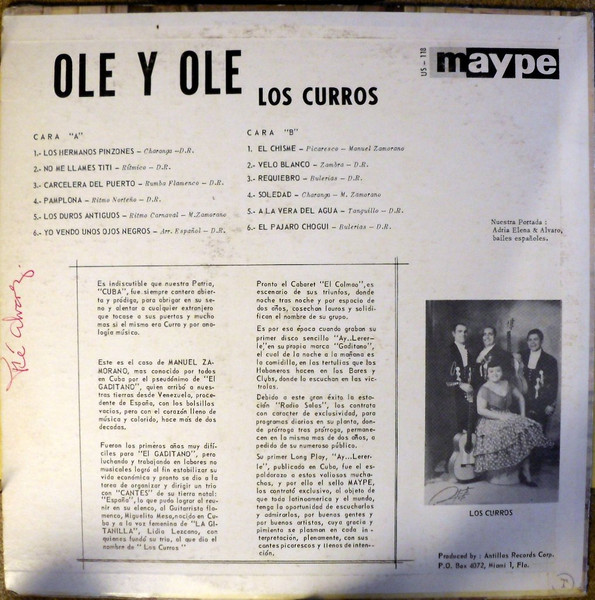 OLE Y OLE
LOS CURROS
US - 118
maype
CARA "A"
1.- LOS HERMANOS PINZONES - Charanga -D.R.
2.- NO ME LLAMES TITI - Rítmico - D.R.
3.- CARCELERA DEL PUERTO - Rumba Flamenca - D.R.
4.- PAMPLONA - Ritmo Norteño - D.R.
5.- LOS DUROS ANTIGUOS - Ritmo Carnaval - M.Zamorano
6.- YO VENDO UNOS OJOS NEGROS - Arr. Español - D.R.
CARA "B"
1. EL CHISME - Picaresco - Manuel Zamorano
2.- VELO BLANCO - Zambra - D.R.
3.- REQUIEBRO - Bulerias - D.R.
4.- SOLEDAD - Charanga - M. Zamorano
5.- A LA VERA DEL AGUA - Tanguillo - D.R.
6.- EL PAJARO CHOGUI - Bulerias - D.R.
Nuestra Portada :
Adria Elena & Alvaro,
bailes españoles.
Es indiscutible que nuestra Patria,
"CUBA", fue siempre cantera abier-
ta y pródiga, para abrigar en su se-
no y alentar a cualquier extranjero
que tocase a sus puertas y mucho
mas si el mismo era Curro y por ano-
logía músico.
Este es el caso de MANUEL ZA-
MORANO, mas conocido por todos
en Cuba por el pseudónimo de "El
GADITANO", quien arribó a nues-
tras tierras desde Venezuela, proce-
dente de España, con los bolsillos
vacios, pero con el corazón lleno de
música y colorido, hace más de dos
decadas.
Fueron los primeros años muy difí-
ciles para "El GADITANO", pero
luchando y trabajando en labores no
musicales logró al fin estabilizar su
vida económica y pronto se dio a la
tarea de organizar y dirigir un trio
con "CANTES" de su tierra natal:
"España", lo que pudo lograr al reu-
nir en su elenco, al Guitarrista fla-
menco, Miguelito Mesa, nacido en Cu-
ba y a la voz femenina de "LA GI-
TANILLA", Lidia Lescano, con
quienes fundó su trio, al que dio el
nombre de " Los Curros "
Pronto el Cabaret "El Colmao", es
escenario de sus triunfos, donde
noche tras noche y por espacio de
dos años, cosechan lauros y solidi-
fican el nombre de su grupo.
Es por esa época cuando graban su
primer disco sencillo "Ay..Lerer-
le," en su propia marca "Gaditano",
el cual de la noche a la mañana es
la comidilla, en las tertulias que los
Habaneros hacen en los Bares y
Clubs, donde lo escuchan en las vic-
trolas.
Debido a este gran éxito la esta-
ción "Radio Salas", los contrata
con caracter de exclusividad, para
programas diarios en su planta, don-
de prórroga tras prórroga, permane-
cen en la misma mas de dos años, a
pedido de su numeroso público.
Su primer Long Play, "Ay...Lerer-
le", publicado en Cuba, fue el es-
paldarazo a estos valiosos mucha-
chos, y por ello el sello MAYPE,
los contrató exclusivo, al objeto de
que toda latinoamerica y el mundo,
tenga la oportunidad de escucharlos
y admirarlos, por buenas gentes y
por buenos artistas, cuya gracia y
pimienta se plasman en cada in-
terpretación, plenamente, con sus
cantes picarescos y llenos de inten-
ción.
LOS CURROS
Produced by : Antillas Records Corp.
P.O. Box 4072, Miami 1, Fla.